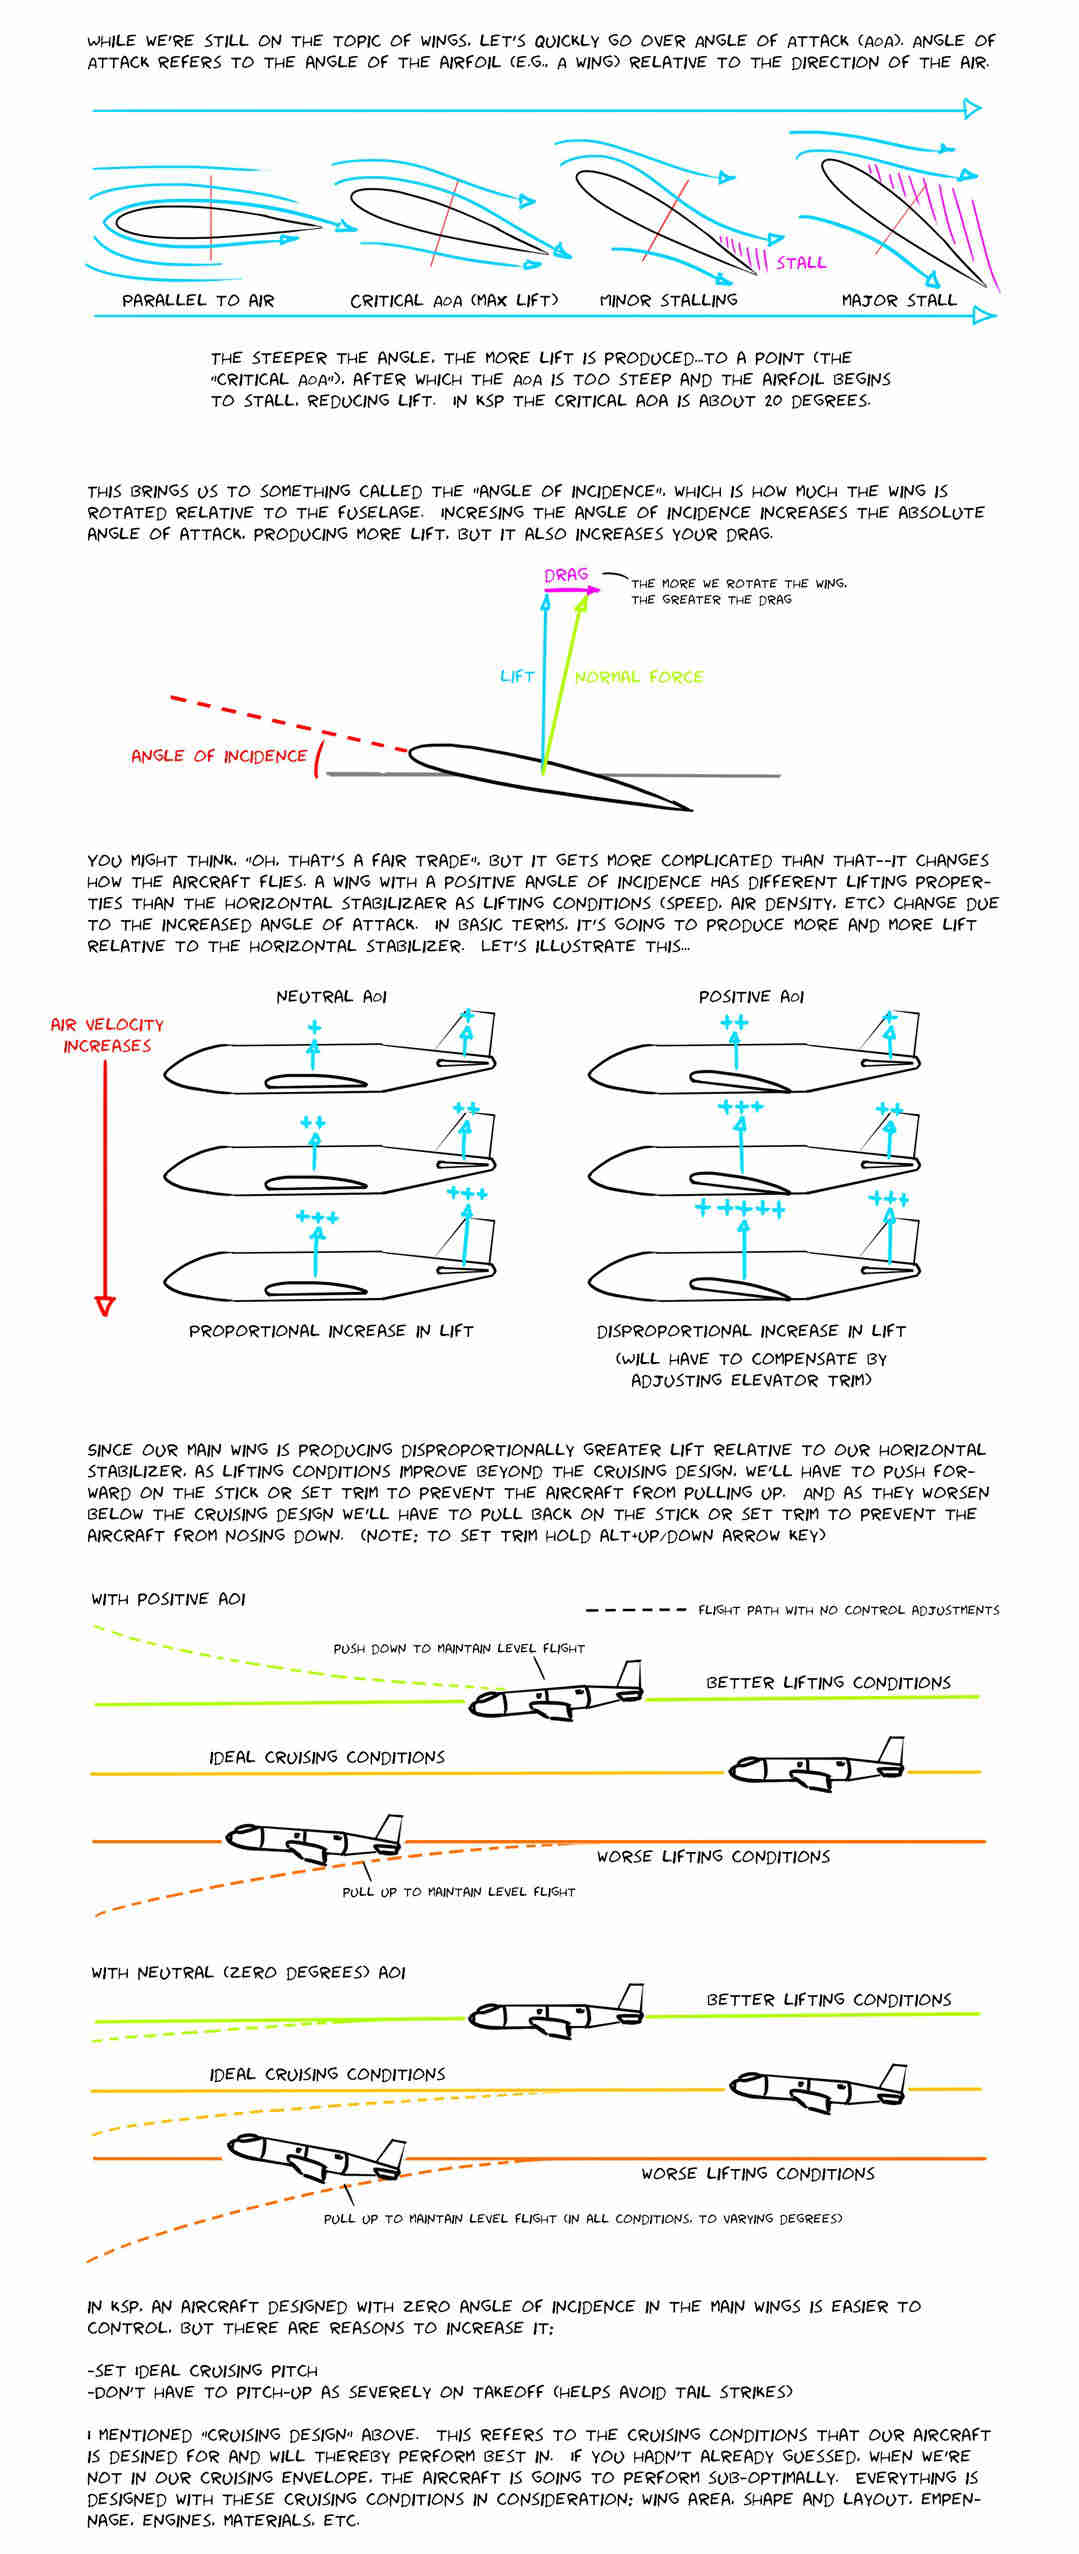 WHILE WE'RE STILL ON THE TOPIC OF WINGS, LET'S QUICKLY GO OVER ANGLE OF ATTACK (AOA). ANGLE OF
ATTACK REFERS TO THE ANGLE OF THE AIRFOIL (E.G., A WING) RELATIVE TO THE DIRECTION OF THE AIR.
STALL
PARALLEL TO AIR
CRITICAL AOA (MAX LIFT)
MINOR STALLING
MAJOR STALL
THE STEEPER THE ANGLE, THE MORE LIFT IS PRODUCED...TO A POINT (THE
"CRITICAL AOA"), AFTER WHICH THE AOA IS TOO STEEP AND THE AIRFOIL BEGINS
TO STALL, REDUCING LIFT. IN KSP THE CRITICAL AOA IS ABOUT 20 DEGREES.
THIS BRINGS US TO SOMETHING CALLED THE "ANGLE OF INCIDENCE", WHICH IS HOW MUCH THE WING IS
ROTATED RELATIVE TO THE FUSELAGE. INCRESING THE ANGLE OF INCIDENCE INCREASES THE ABSOLUTE
ANGLE OF ATTACK, PRODUCING MORE LIFT, BUT IT ALSO INCREASES YOUR DRAG.
DRAG
THE MORE WE ROTATE THE WING,
THE GREATER THE DRAG
LIFT
NORMAL FORCE
ANGLE OF INCIDENCE
YOU MIGHT THINK, "OH, THAT'S A FAIR TRADE", BUT IT GETS MORE COMPLICATED THAN THAT--IT CHANGES
HOW THE AIRCRAFT FLIES. A WING WITH A POSITIVE ANGLE OF INCIDENCE HAS DIFFERENT LIFTING PROPER-
TIES THAN THE HORIZONTAL STABILIZAER AS LIFTING CONDITIONS (SPEED, AIR DENSITY, ETC) CHANGE DUE
TO THE INCREASED ANGLE OF ATTACK. IN BASIC TERMS, IT'S GOING TO PRODUCE MORE AND MORE LIFT
RELATIVE TO THE HORIZONTAL STABILIZER. LET'S ILLUSTRATE THIS...
NEUTRAL AOI
POSITIVE AOI
AIR VELOCITY
INCREASES
+ +
++ +
++ ++
+++ ++
+++ +++
+++++ +++
PROPORTIONAL INCREASE IN LIFT
DISPROPORTIONAL INCREASE IN LIFT
(WILL HAVE TO COMPENSATE BY
ADJUSTING ELEVATOR TRIM)
SINCE OUR MAIN WING IS PRODUCING DISPROPORTIONALLY GREATER LIFT RELATIVE TO OUR HORIZONTAL
STABILIZER, AS LIFTING CONDITIONS IMPROVE BEYOND THE CRUISING DESIGN, WE'LL HAVE TO PUSH FOR-
WARD ON THE STICK OR SET TRIM TO PREVENT THE AIRCRAFT FROM PULLING UP. AND AS THEY WORSEN
BELOW THE CRUISING DESIGN WE'LL HAVE TO PULL BACK ON THE STICK OR SET TRIM TO PREVENT THE
AIRCRAFT FROM NOSING DOWN. (NOTE: TO SET TRIM HOLD ALT+UP/DOWN ARROW KEY)
WITH POSITIVE AOI
FLIGHT PATH WITH NO CONTROL ADJUSTMENTS
PUSH DOWN TO MAINTAIN LEVEL FLIGHT
BETTER LIFTING CONDITIONS
IDEAL CRUISING CONDITIONS
WORSE LIFTING CONDITIONS
PULL UP TO MAINTAIN LEVEL FLIGHT
WITH NEUTRAL (ZERO DEGREES) AOI
BETTER LIFTING CONDITIONS
IDEAL CRUISING CONDITIONS
WORSE LIFTING CONDITIONS
PULL UP TO MAINTAIN LEVEL FLIGHT (IN ALL CONDITIONS, TO VARYING DEGREES)
IN KSP, AN AIRCRAFT DESIGNED WITH ZERO ANGLE OF INCIDENCE IN THE MAIN WINGS IS EASIER TO
CONTROL, BUT THERE ARE REASONS TO INCREASE IT:
-SET IDEAL CRUISING PITCH
-DON'T HAVE TO PITCH-UP AS SEVERELY ON TAKEOFF (HELPS AVOID TAIL STRIKES)
I MENTIONED "CRUISING DESIGN" ABOVE. THIS REFERS TO THE CRUISING CONDITIONS THAT OUR AIRCRAFT
IS DESINED FOR AND WILL THEREBY PERFORM BEST IN. IF YOU HADN'T ALREADY GUESSED, WHEN WE'RE
NOT IN OUR CRUISING ENVELOPE, THE AIRCRAFT IS GOING TO PERFORM SUB-OPTIMALLY. EVERYTHING IS
DESIGNED WITH THESE CRUISING CONDITIONS IN CONSIDERATION; WING AREA, SHAPE AND LAYOUT, EMPEN-
NAGE, ENGINES, MATERIALS, ETC.